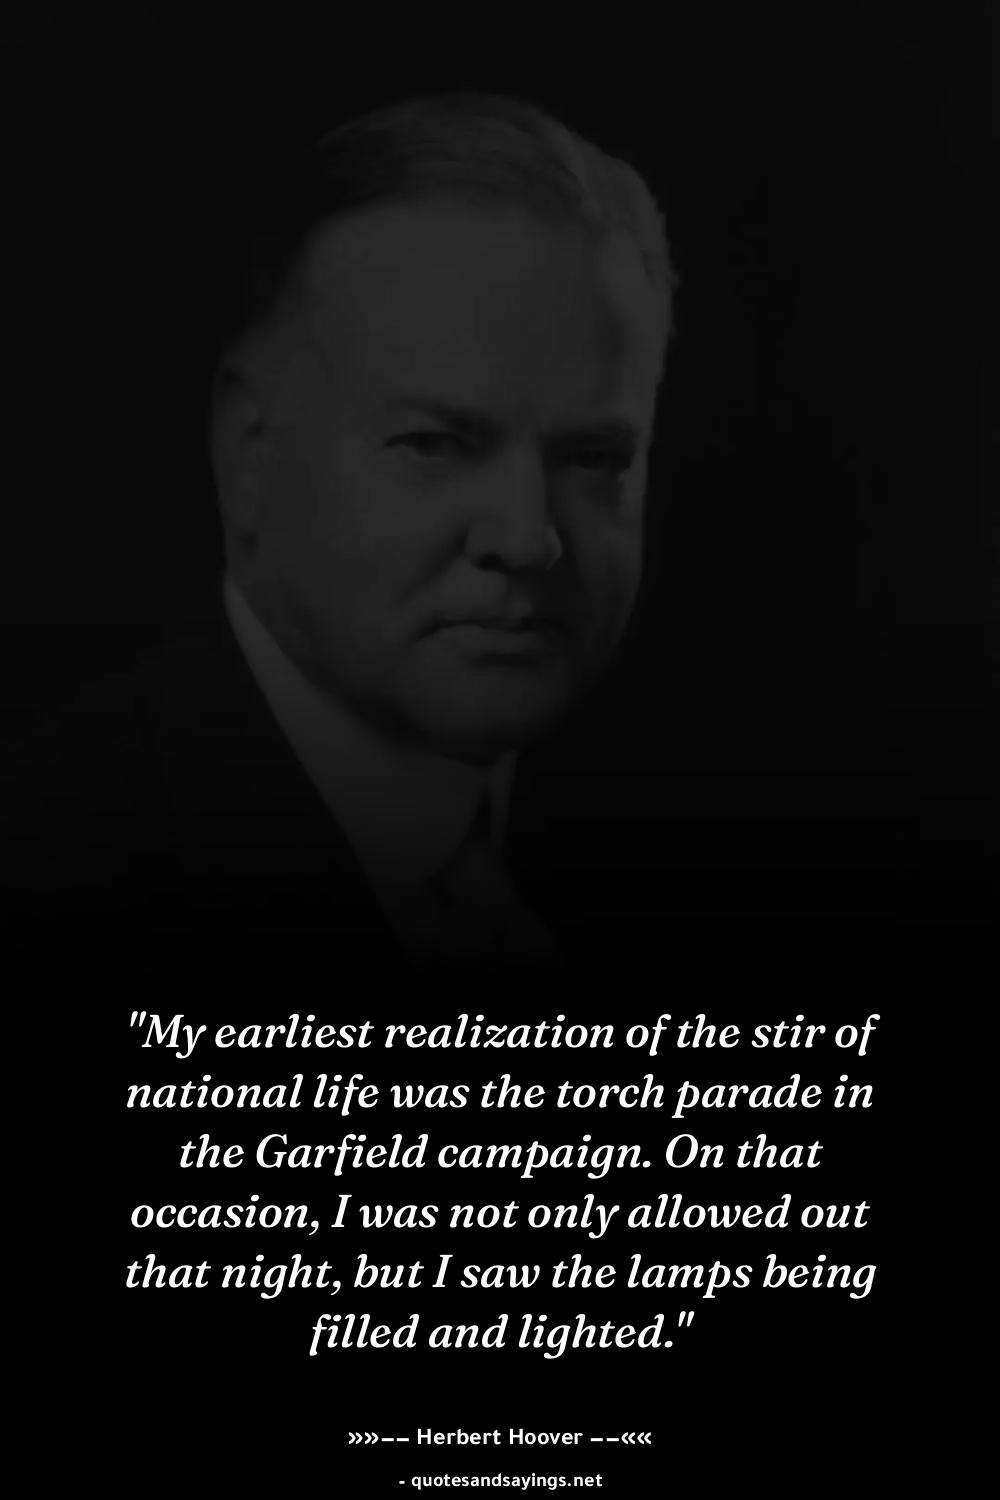 "My earliest realization of the stir of
national life was the torch parade in
the Garfield campaign. On that
occasion, I was not only allowed out
that night, but I saw the lamps being
filled and lighted."
»»–– Herbert Hoover ––««
- quotesandsayings.net